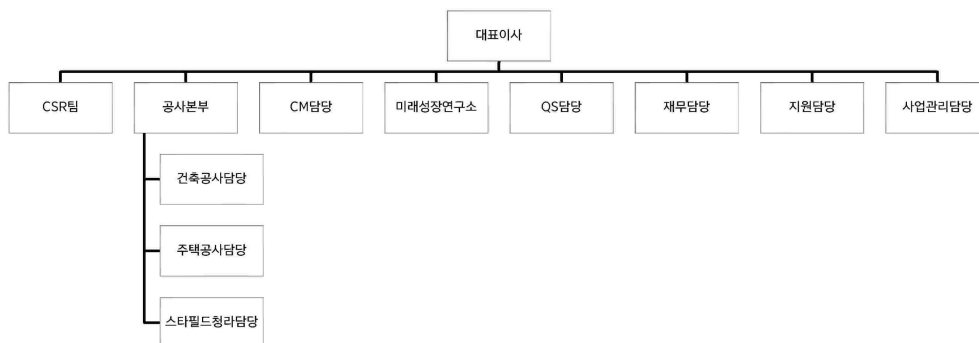 대표이사
CSR팀
공사본부
CM담당
미래성장연구소
QS담당
재무담당
지원담당
사업관리담당
건축공사담당
주택공사담당
스타필드청라담당